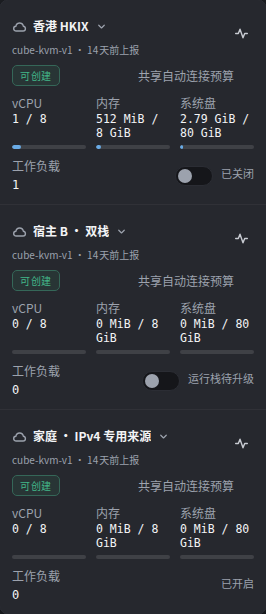 香港 HKIX
cube-kvm-v1 · 14天前上报
可创建 共享自动连接预算
vCPU 内存 系统盘
1 / 8 512 MiB / 2.79 GiB /
8 GiB 80 GiB
工作负载 已关闭
1
宿主 B · 双栈
cube-kvm-v1 · 14天前上报
可创建 共享自动连接预算
vCPU 内存 系统盘
0 / 8 0 MiB / 8 0 MiB / 80
GiB GiB
工作负载 运行栈待升级
0
家庭 · IPv4 专用来源
cube-kvm-v1 · 14天前上报
可创建 共享自动连接预算
vCPU 内存 系统盘
0 / 8 0 MiB / 8 0 MiB / 80
GiB GiB
工作负载 已开启
0